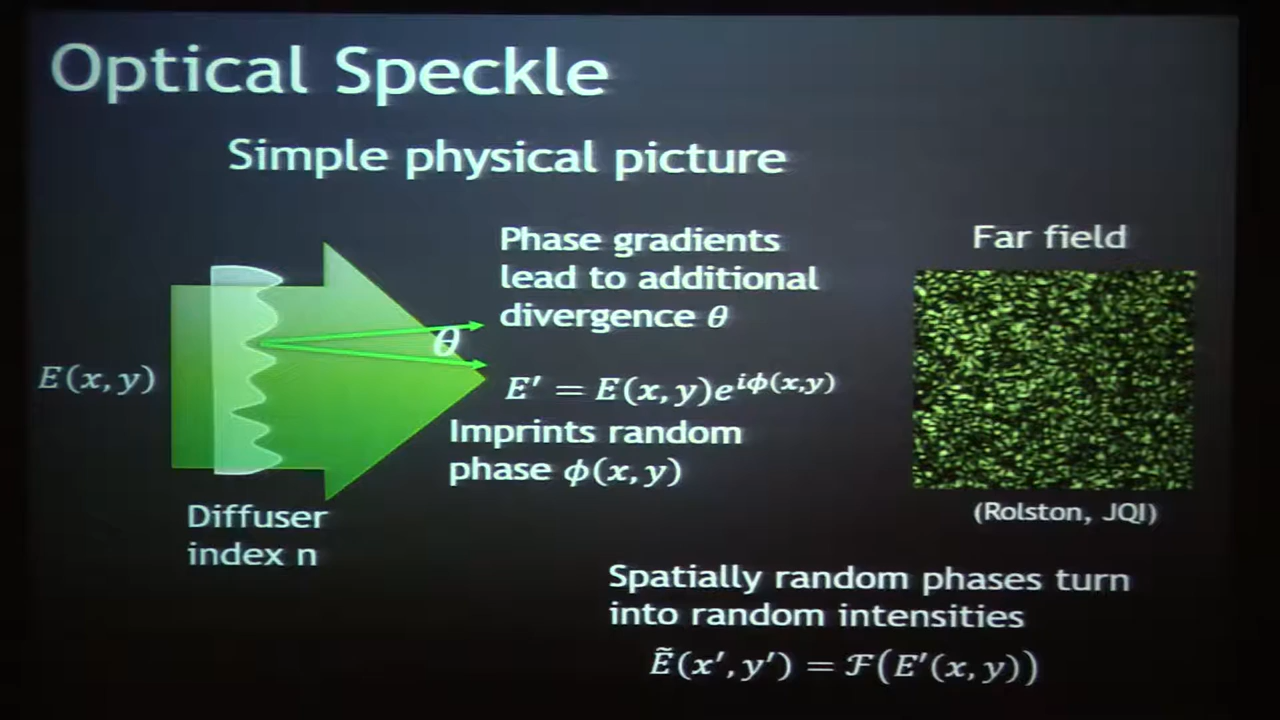 Optical Speckle
Simple physical picture
Phase gradients
lead to additional
divergence θ
θ
E(x, y)
E′ = E(x, y)e^{iϕ(x,y)}
Imprints random
phase ϕ(x, y)
Diffuser
index n
Far field
(Rolston, JQI)
Spatially random phases turn
into random intensities
Ẽ(x′, y′) = ℱ(E′(x, y))